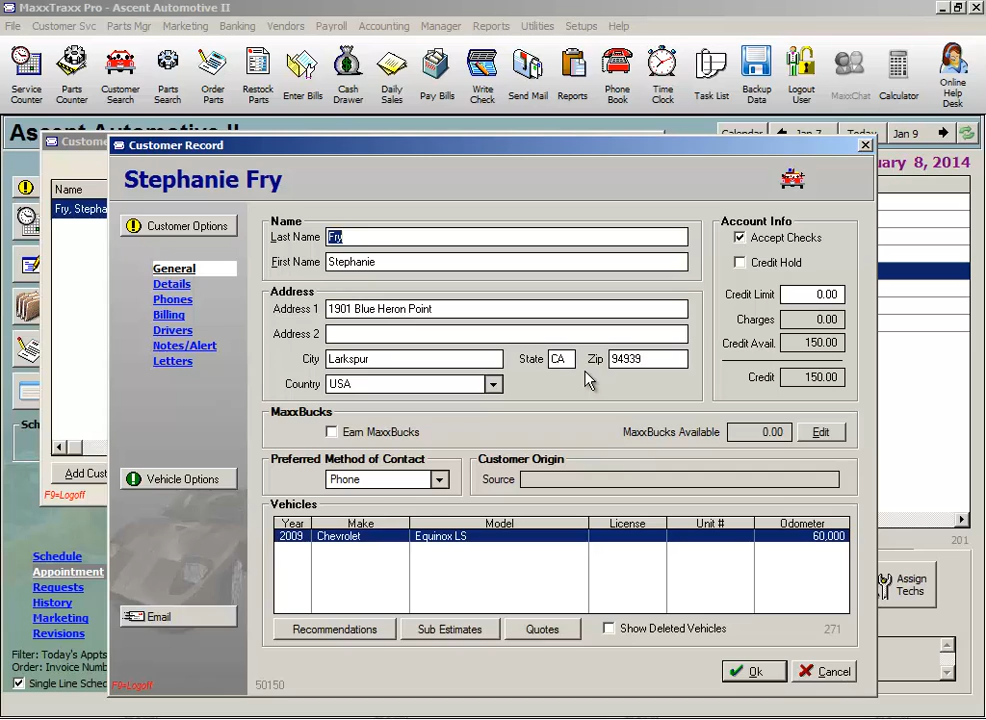 MaxxTraxx Pro - Ascent Automotive II
File Customer Svc Parts Mgr Marketing Banking Vendors Payroll Accounting Manager Reports Utilities Setups Help
Service Counter
Parts Counter
Customer Search
Parts Search
Order Parts
Restock Parts
Enter Bills
Cash Drawer
Daily Sales
Pay Bills
Write Check
Send Mail
Reports
Phone Book
Time Clock
Task List
Backup Data
Logout User
MaxxChat
Calculator
Online Help Desk
Calendar Jan 7 Today Jan 9
uary 8, 2014
Custome
Customer Record
Stephanie Fry
Name
Fry, Stepha
Customer Options
General
Details
Phones
Billing
Drivers
Notes/Alert
Letters
Vehicle Options
Email
F9=Logoff
50150
Name
Last Name Fry
First Name Stephanie
Address
Address 1 1901 Blue Heron Point
Address 2
City Larkspur State CA Zip 94939
Country USA
Account Info
Accept Checks
Credit Hold
Credit Limit 0.00
Charges 0.00
Credit Avail. 150.00
Credit 150.00
MaxxBucks
Earn MaxxBucks MaxxBucks Available 0.00 Edit
Preferred Method of Contact
Phone
Customer Origin
Source
Vehicles
Year Make Model License Unit # Odometer
2009 Chevrolet Equinox LS 60,000
Recommendations Sub Estimates Quotes Show Deleted Vehicles 271
Ok Cancel
Sch
Add Cust
F9=Logoff
Schedule
Appointment
Requests
History
Marketing
Revisions
Filter: Today's Appts
Order: Invoice Numb
Single Line Sched
201
Assign Techs